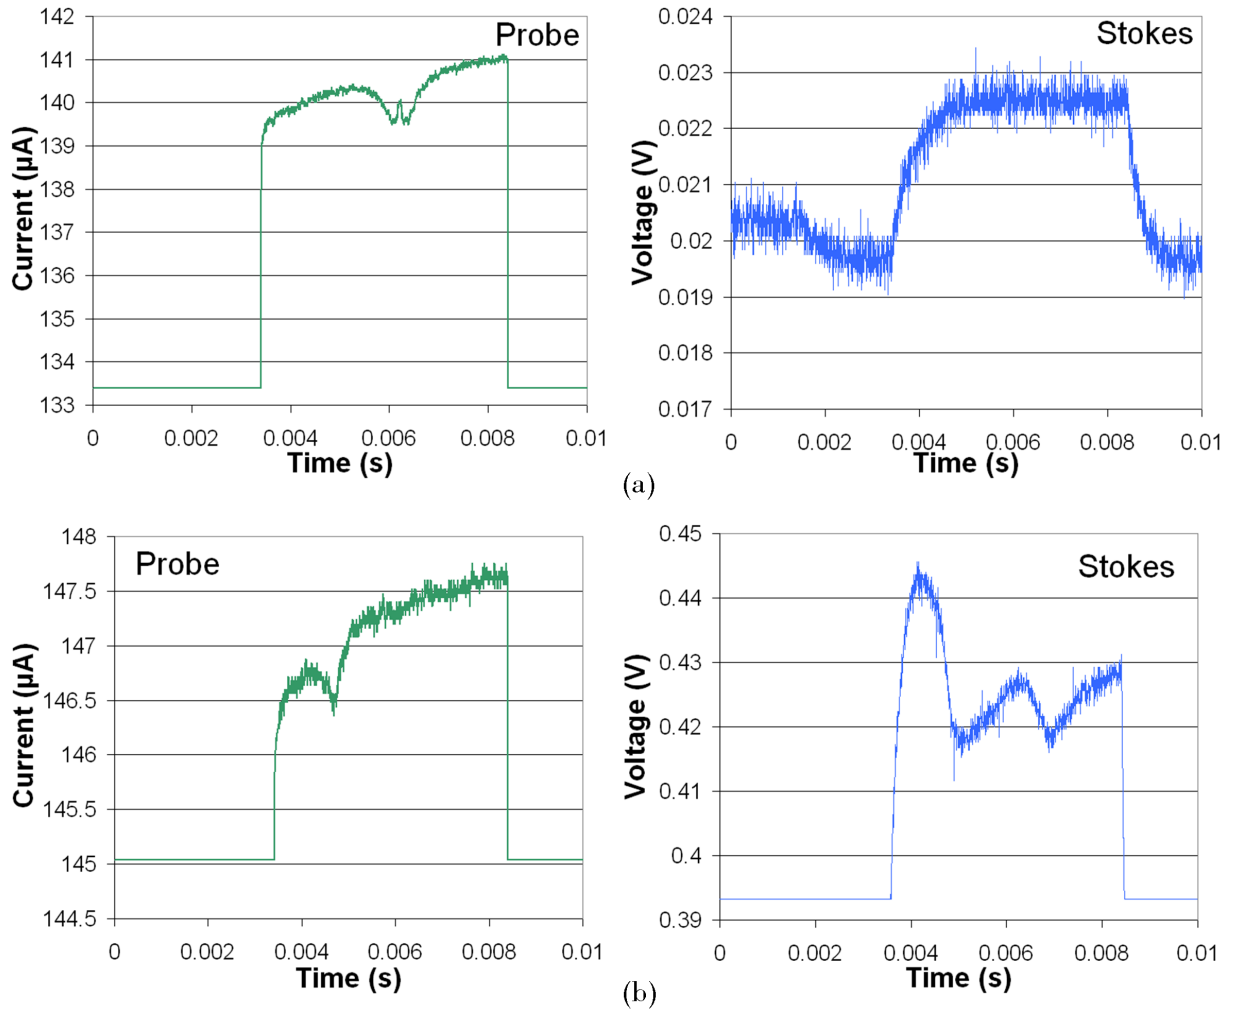 Probe
Current (µA)
142
141
140
139
138
137
136
135
134
133
0 0.002 0.004 0.006 0.008 0.01
Time (s)
Stokes
Voltage (V)
0.024
0.023
0.022
0.021
0.02
0.019
0.018
0.017
0 0.002 0.004 0.006 0.008 0.01
Time (s)
(a)
Probe
Current (µA)
148
147.5
147
146.5
146
145.5
145
144.5
0 0.002 0.004 0.006 0.008 0.01
Time (s)
Stokes
Voltage (V)
0.45
0.44
0.43
0.42
0.41
0.4
0.39
0 0.002 0.004 0.006 0.008 0.01
Time (s)
(b)